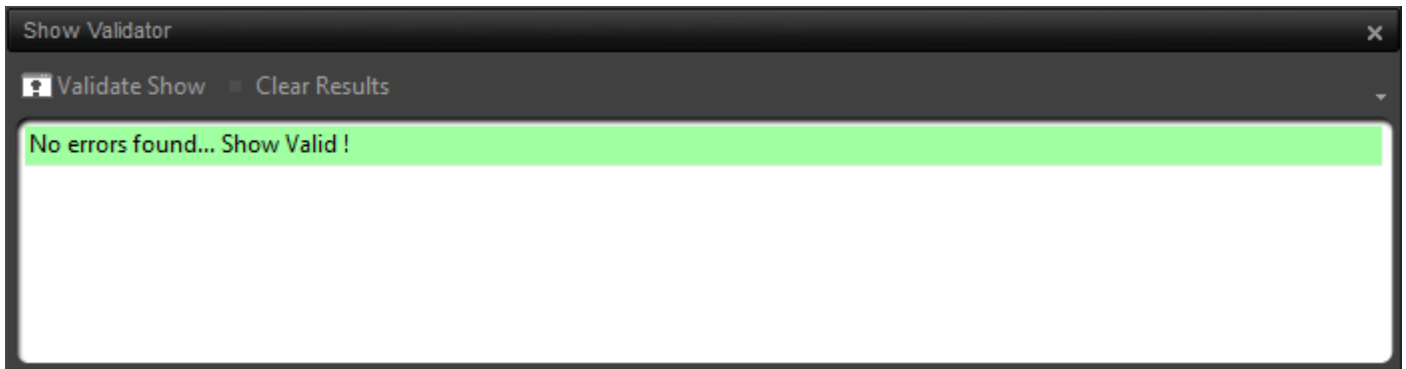 Show Validator
Validate Show Clear Results
No errors found... Show Valid !